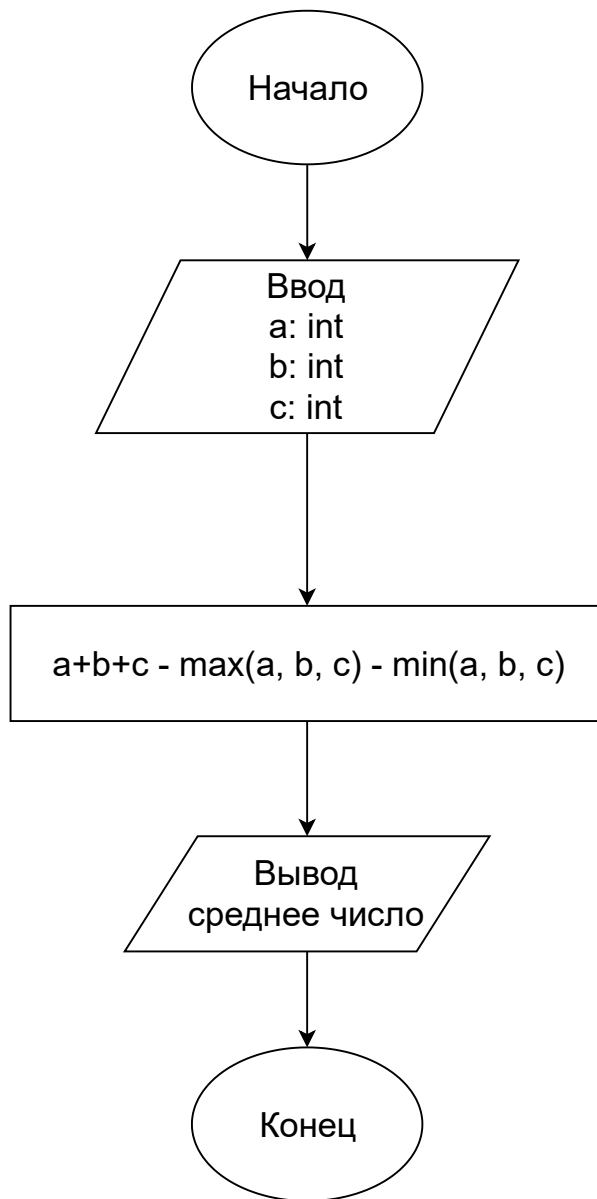 Начало
Ввод
a: int
b: int
c: int
a+b+c - max(a, b, c) - min(a, b, c)
Вывод
среднее число
Конец